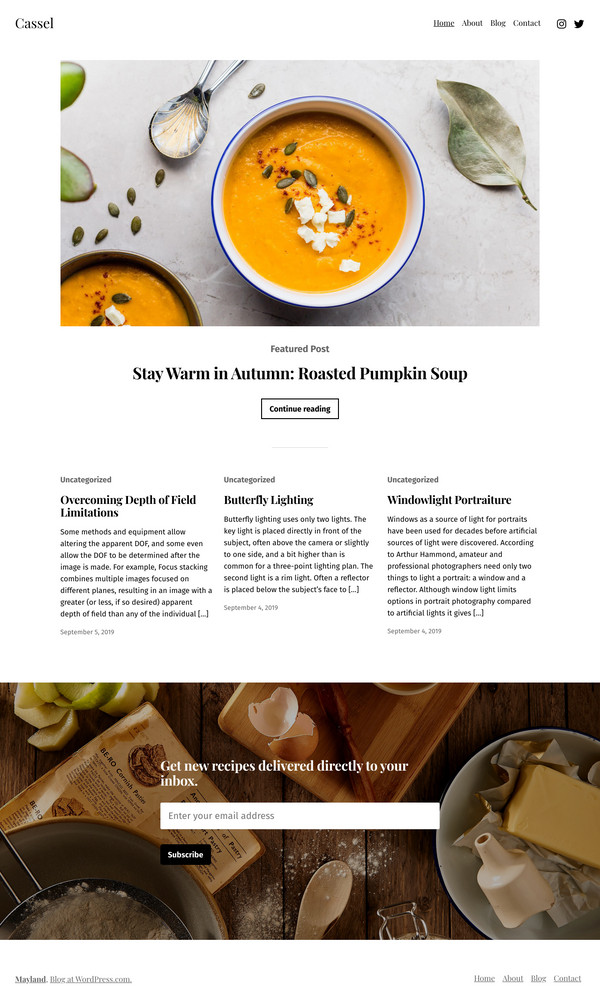 Cassel
Home About Blog Contact
Featured Post
Stay Warm in Autumn: Roasted Pumpkin Soup
Continue reading
Uncategorized
Overcoming Depth of Field
Limitations
Some methods and equipment allow
altering the apparent DOF, and some even
allow the DOF to be determined after the
image is made. For example, Focus stacking
combines multiple images focused on
different planes, resulting in an image with a
greater (or less, if so desired) apparent
depth of field than any of the individual [...]
September 5, 2019
Uncategorized
Butterfly Lighting
Butterfly lighting uses only two lights. The
key light is placed directly in front of the
subject, often above the camera or slightly
to one side, and a bit higher than is
common for a three-point lighting plan. The
second light is a rim light. Often a reflector
is placed below the subject's face to [...]
September 4, 2019
Uncategorized
Windowlight Portraiture
Windows as a source of light for portraits
have been used for decades before artificial
sources of light were discovered. According
to Arthur Hammond, amateur and
professional photographers need only two
things to light a portrait: a window and a
reflector. Although window light limits
options in portrait photography compared
to artificial lights it gives [...]
September 4, 2019
BE-RO Cornish Pastin
BE-RO
of Pastry
Get new recipes delivered directly to your
inbox.
Enter your email address
Subscribe
Mayland, Blog at WordPress.com.
Home About Blog Contact